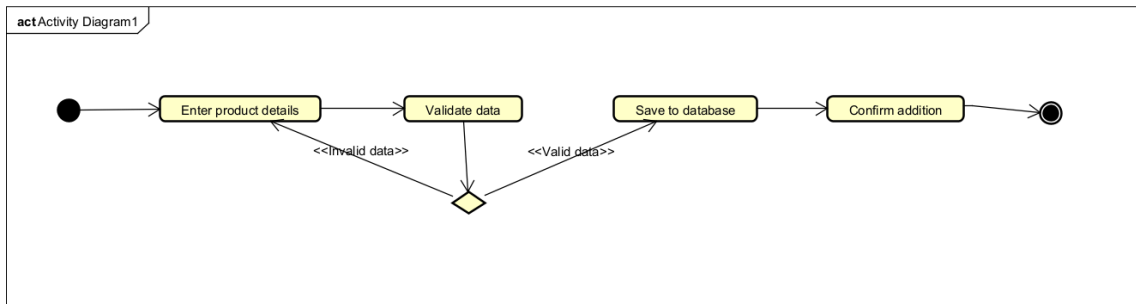 act Activity Diagram1
Enter product details
Validate data
Save to database
Confirm addition
<<Invalid data>>
<<Valid data>>